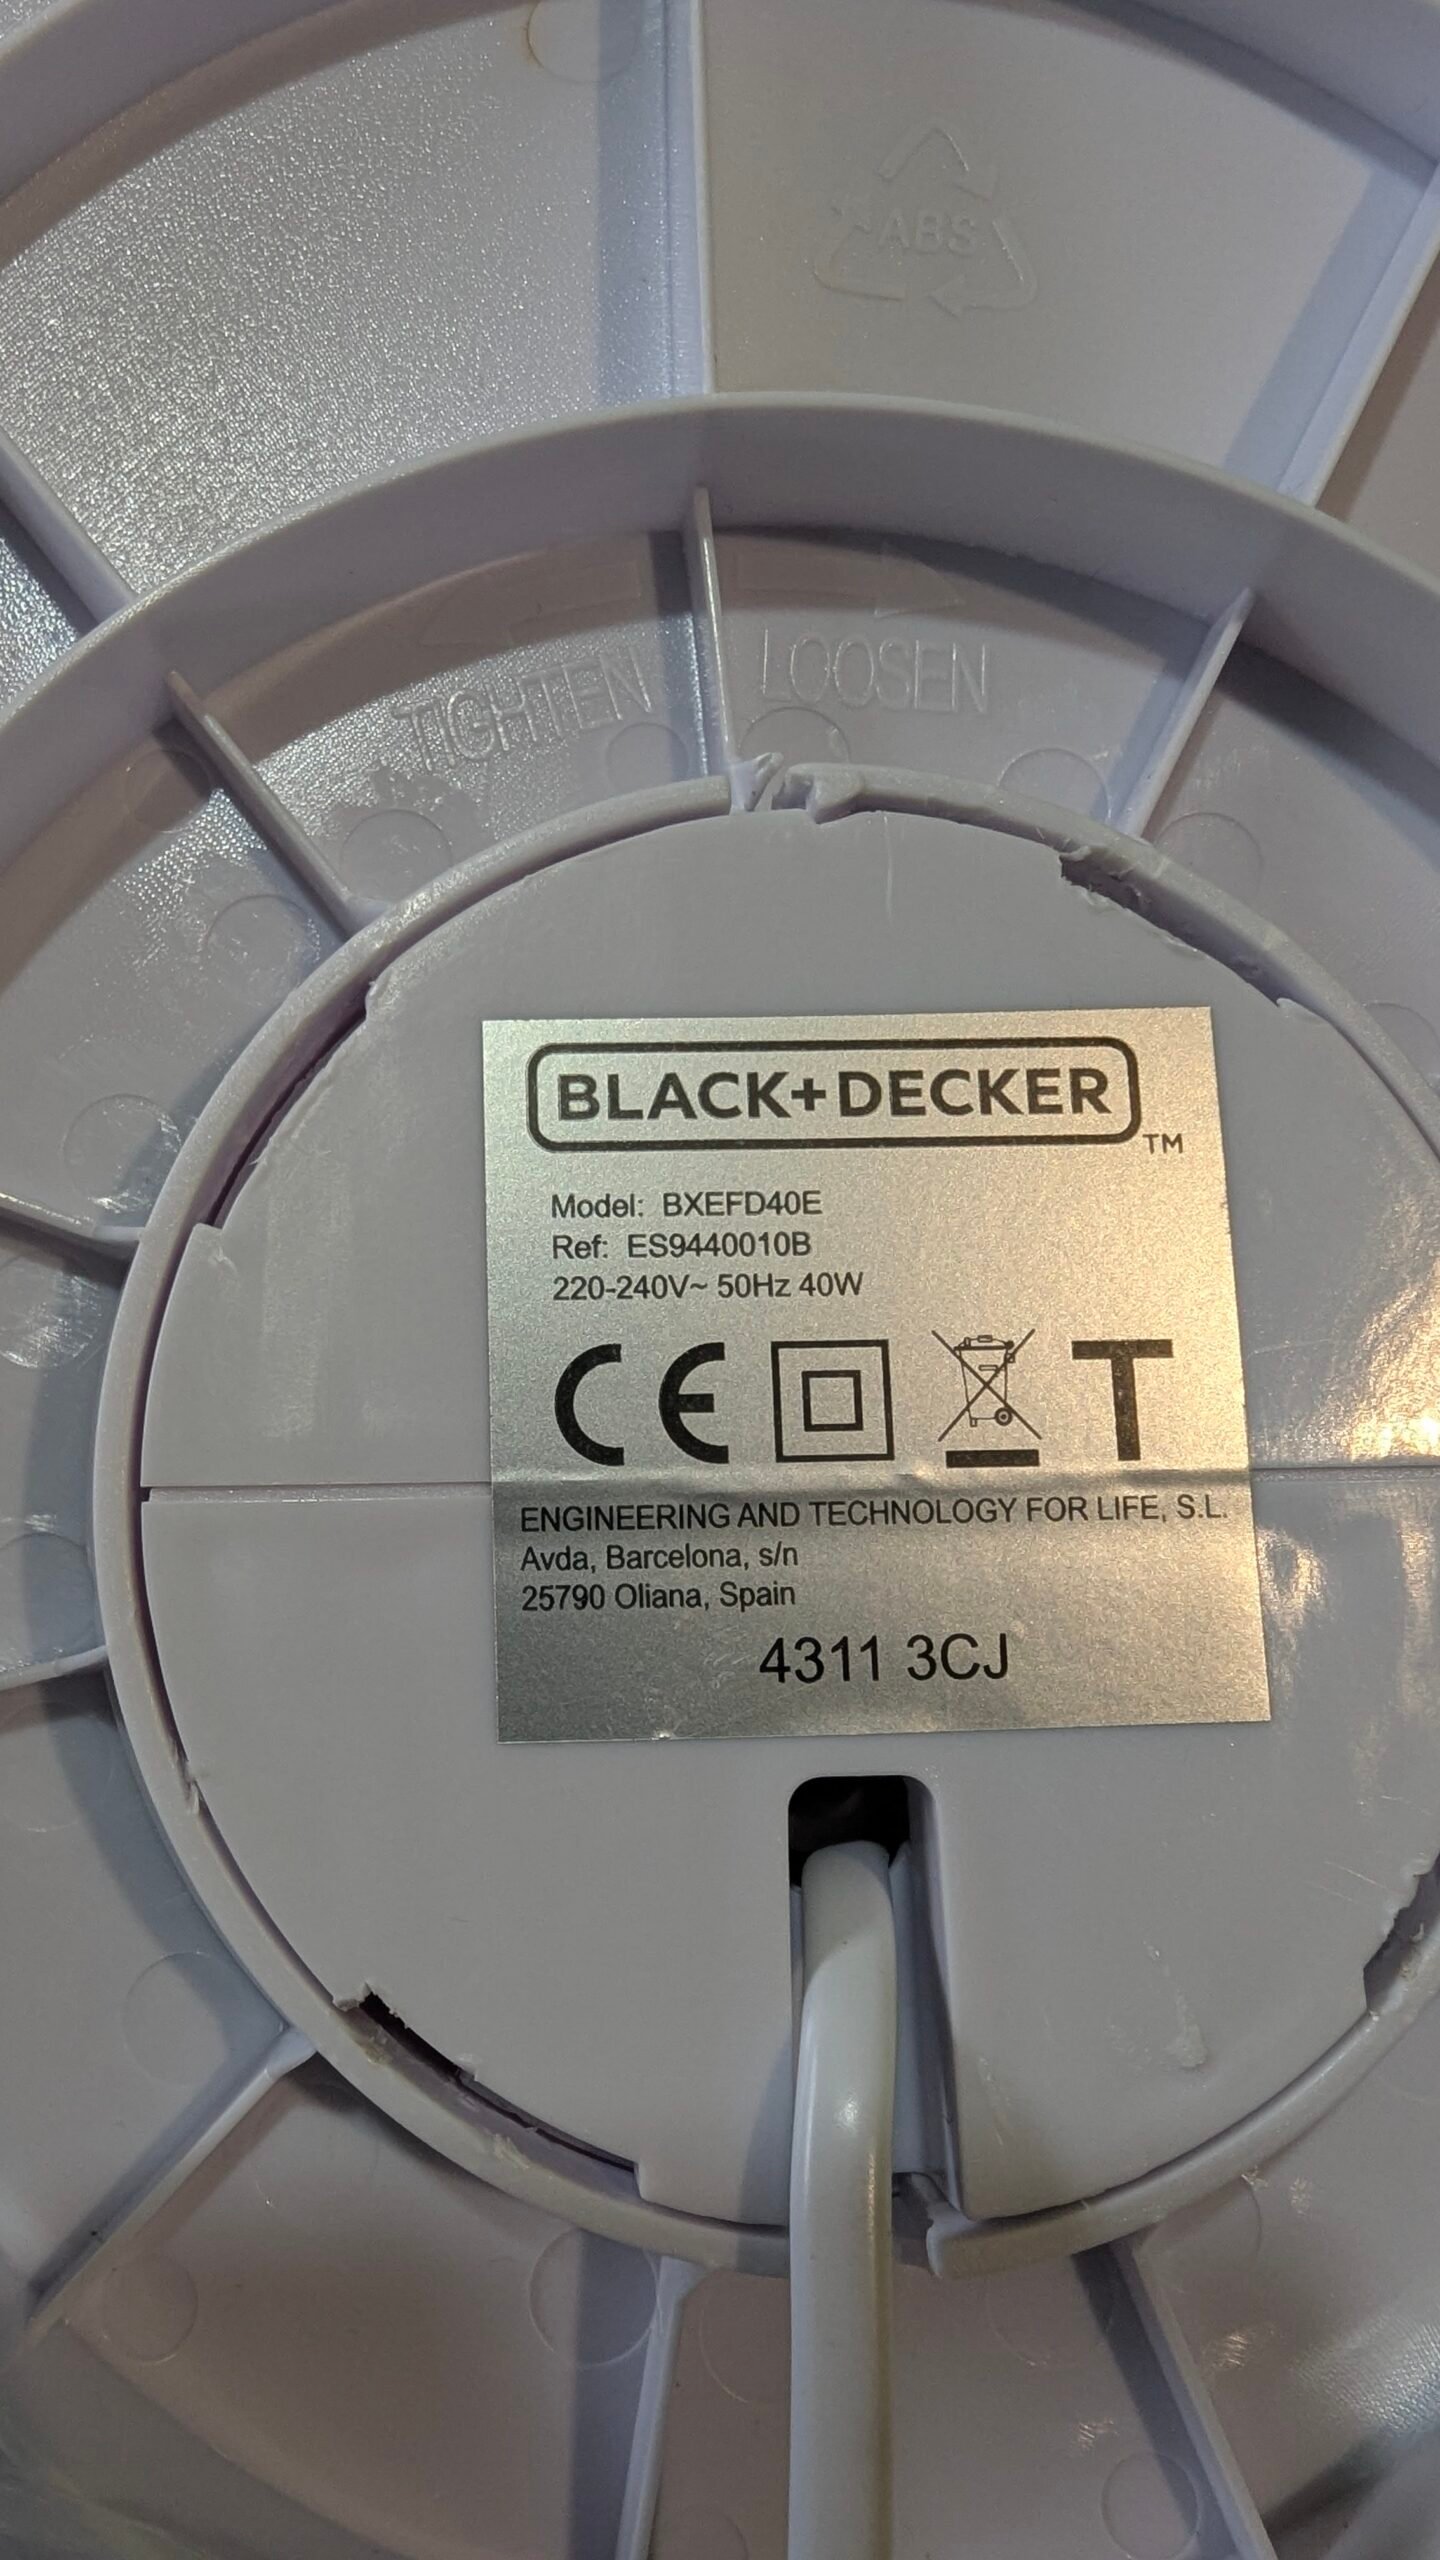 ABS
TIGHTEN
LOOSEN
BLACK+DECKER
TM
Model: BXEFD40E
Ref: ES9440010B
220-240V~ 50Hz 40W
CE T
ENGINEERING AND TECHNOLOGY FOR LIFE, S.L.
Avda, Barcelona, s/n
25790 Oliana, Spain
4311 3CJ